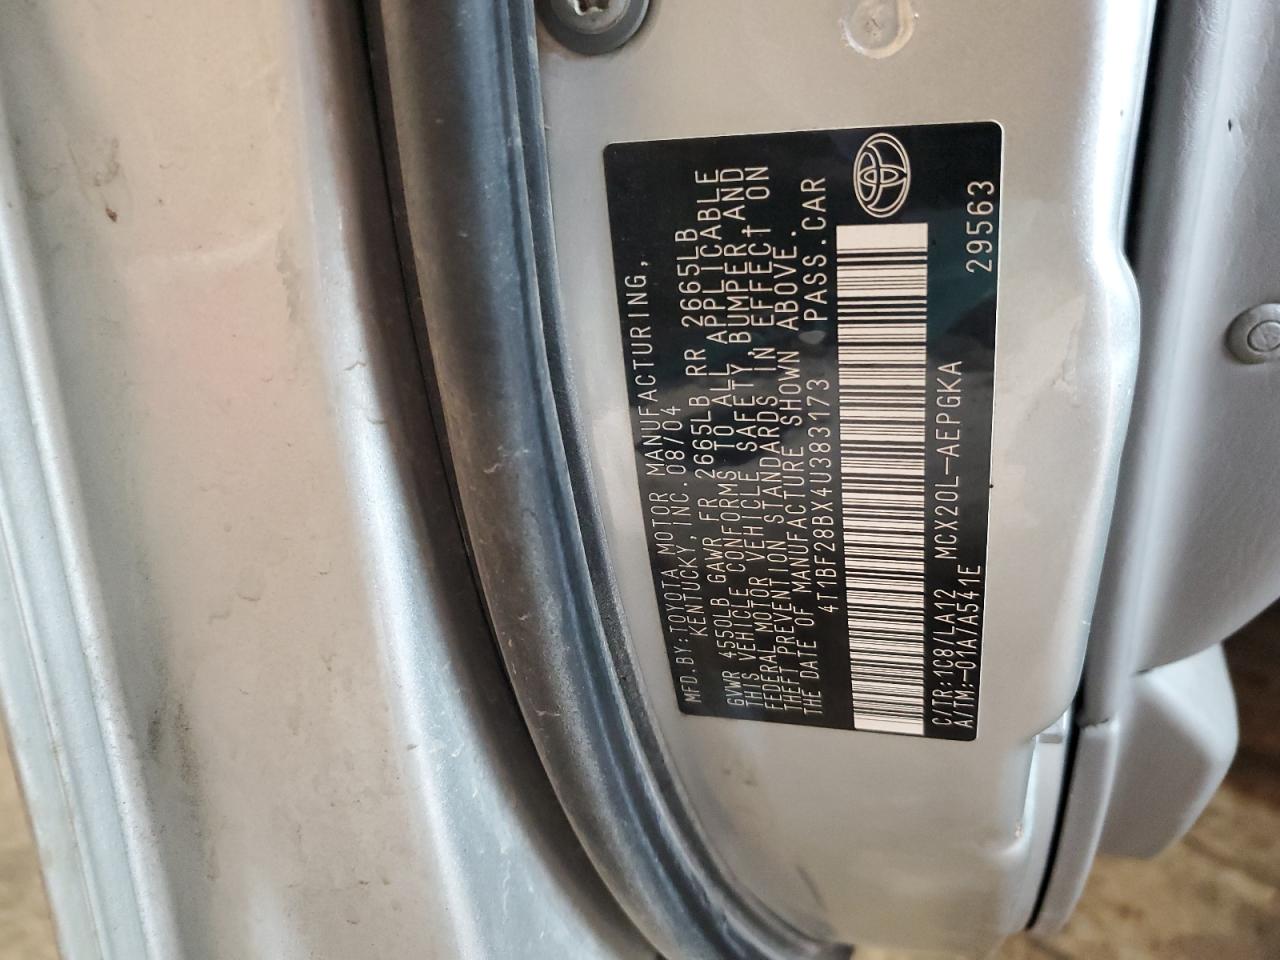 MFD.BY:TOYOTA MOTOR MANUFACTURING,
KENTUCKY, INC.08/04
GVWR 4550LB GAWR FR 2665LB RR 2665LB
THIS VEHICLE CONFORMS TO ALL APPLICABLE
FEDERAL MOTOR VEHICLE SAFETY,BUMPER,AND
THEFT PREVENTION STANDARDS IN EFFECT ON
THE DATE OF MANUFACTURE SHOWN ABOVE.
4T1BF28BX4U383173 PASS.CAR
C/TR:1C8/LA12 MCX20L-AEPGKA
A/TM:-01A/A541E 29563